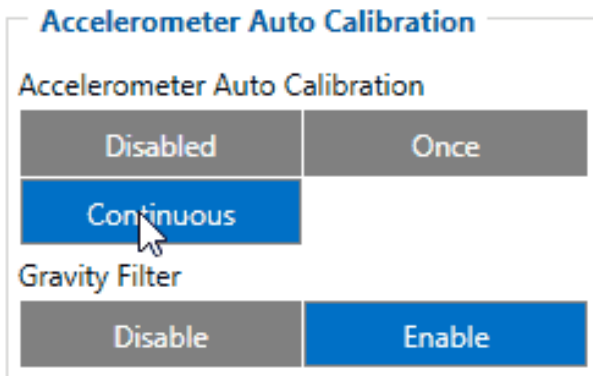 Accelerometer Auto Calibration
Accelerometer Auto Calibration
Disabled Once
Continuous
Gravity Filter
Disable Enable